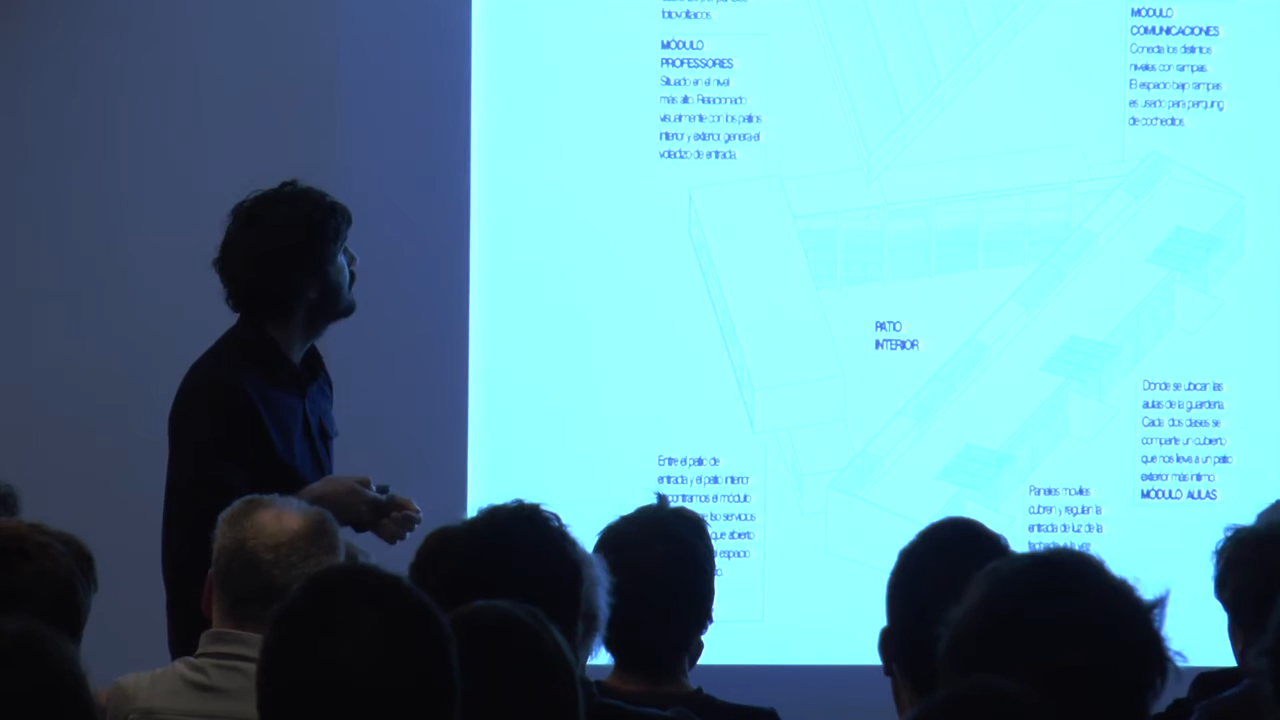 fotovoltaicos.
MÓDULO
PROFESSORES
Situado en el nivel
más alto. Relacionado
visualmente con los patios
interior y exterior, genera el
voladizo de entrada.
MÓDULO
COMUNICACIONES
Conecta los distintos
niveles con rampas.
El espacio bajo rampas
es usado para parquing
de cochecitos.
PATIO
INTERIOR
Donde se ubican las
aulas de la guardería.
Cada dos clases se
comparte un cubierto
que nos lleva a un patio
exterior más íntimo.
MÓDULO AULAS
Entre el patio de
entrada y el patio interior
encontramos el módulo
servicios
que abierto
espacio
Paneles moviles
cubren y regulan la
entrada de luz de la
fachada a la vez